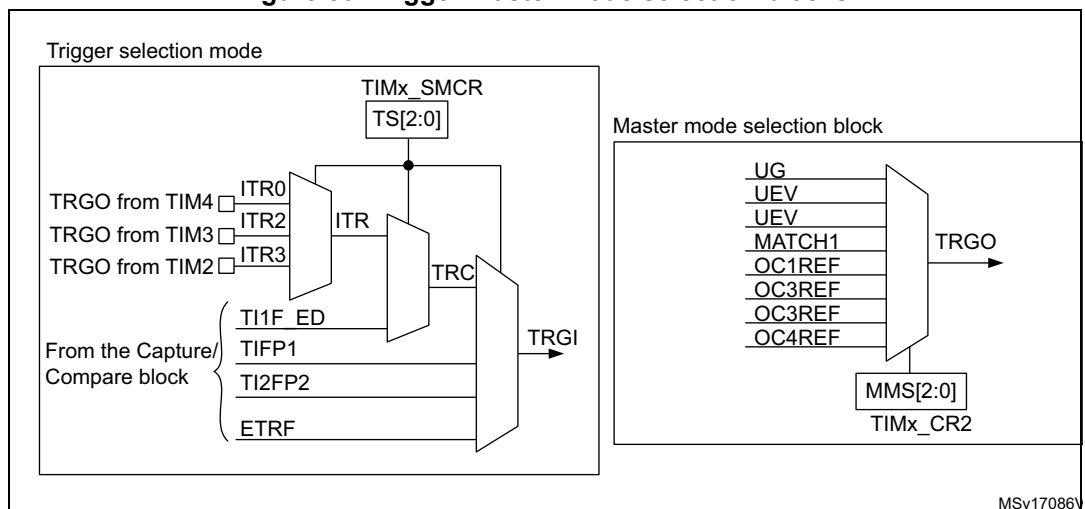 Trigger selection mode
TIMx_SMCR
TS[2:0]
TRGO from TIM4
ITR0
TRGO from TIM3
ITR2
TRGO from TIM2
ITR3
ITR
TRC
TI1F_ED
TIFP1
TI2FP2
ETRF
From the Capture/
Compare block
TRGI
Master mode selection block
UG
UEV
UEV
MATCH1
OC1REF
OC3REF
OC3REF
OC4REF
TRGO
MMS[2:0]
TIMx_CR2